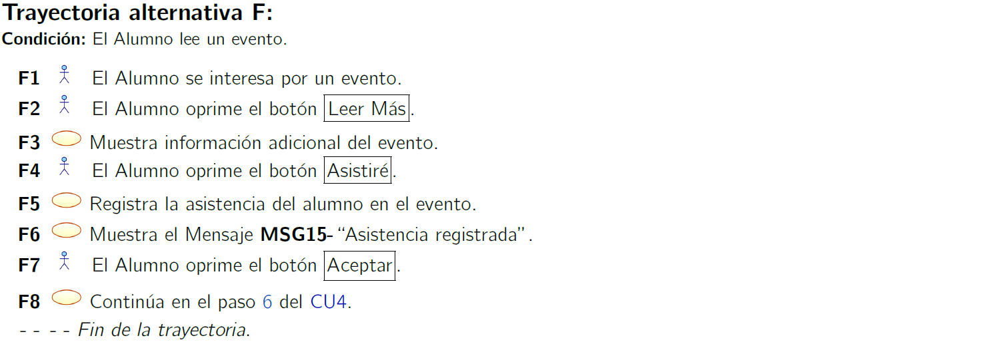 Trayectoria alternativa F:
Condición: El Alumno lee un evento.
F1 El Alumno se interesa por un evento.
F2 El Alumno oprime el botón Leer Más.
F3 Muestra información adicional del evento.
F4 El Alumno oprime el botón Asistiré.
F5 Registra la asistencia del alumno en el evento.
F6 Muestra el Mensaje MSG15- “Asistencia registrada”.
F7 El Alumno oprime el botón Aceptar.
F8 Continúa en el paso 6 del CU4.
- - - - Fin de la trayectoria.